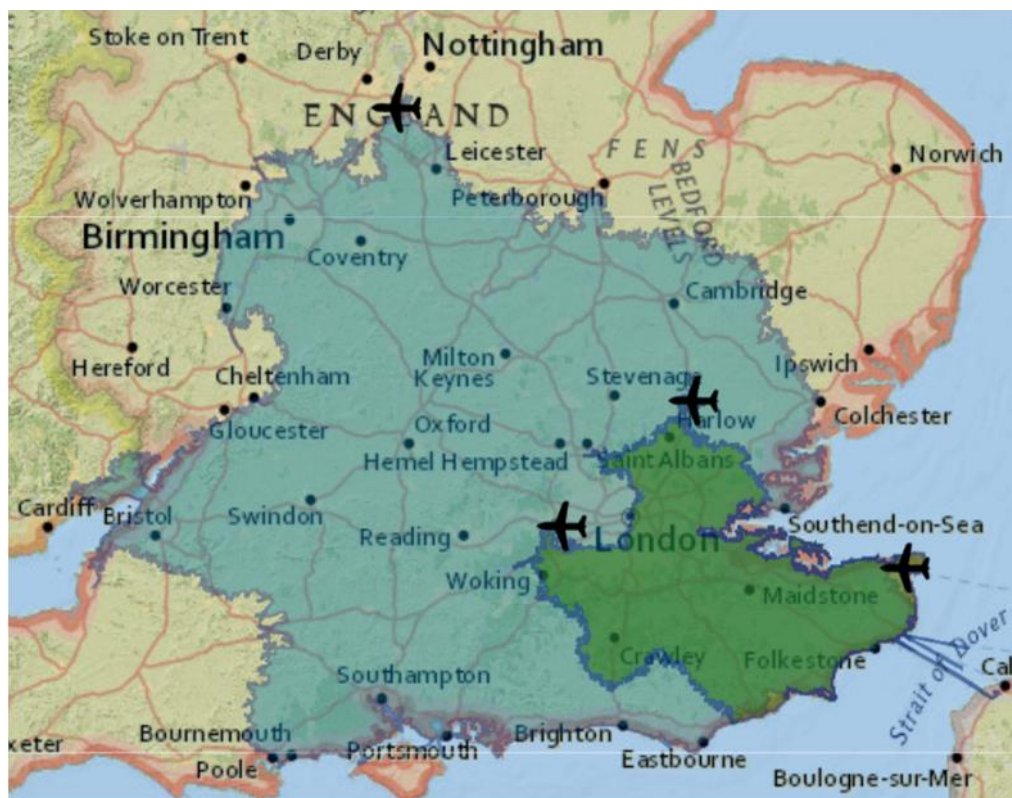 Stoke on Trent
Derby
Nottingham
ENGLAND
Leicester
FENS
Norwich
Wolverhampton
Peterborough
BEDFORD
LEVELS
Birmingham
Coventry
Worcester
Cambridge
Hereford
Milton
Keynes
Stevenage
Ipswich
Cheltenham
Colchester
Gloucester
Oxford
Harlow
Hemel Hempstead
Saint Albans
Cardiff
Bristol
Swindon
Reading
London
Southend-on-Sea
Woking
Maidstone
Crawley
Folkestone
Strait of Dover
Cal
Southampton
Bournemouth
Portsmouth
Brighton
Eastbourne
xeter
Poole
Boulogne-sur-Mer